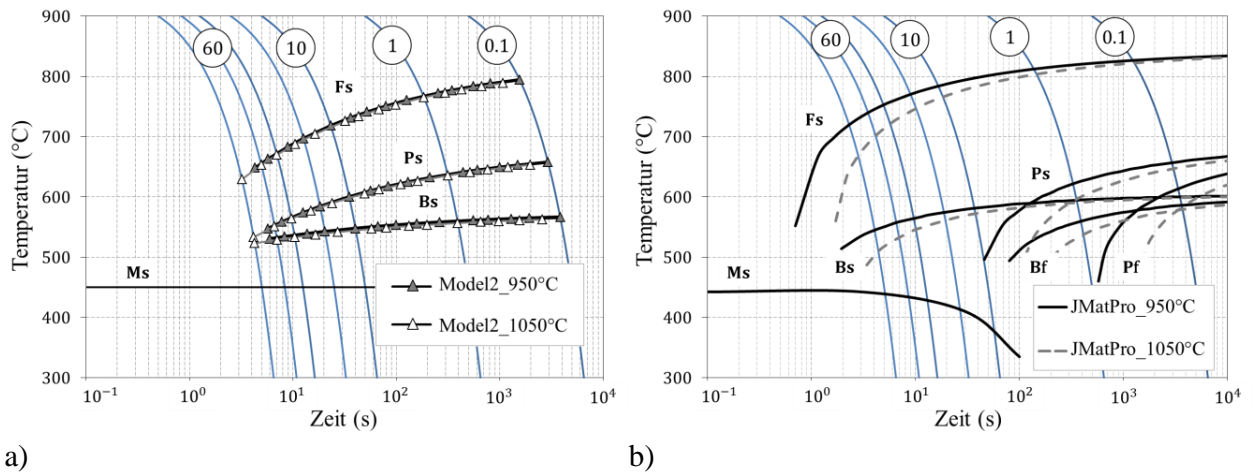 900
800
700
600
500
400
300
Temperatur (°C)
60
10
1
0.1
Fs
Ps
Bs
Ms
Model2_950°C
Model2_1050°C
10⁻¹
10⁰
10¹
10²
10³
10⁴
Zeit (s)
a)
900
800
700
600
500
400
300
Temperatur (°C)
60
10
1
0.1
Fs
Ps
Bs
Bf
Pf
Ms
JMatPro_950°C
JMatPro_1050°C
10⁻¹
10⁰
10¹
10²
10³
10⁴
Zeit (s)
b)